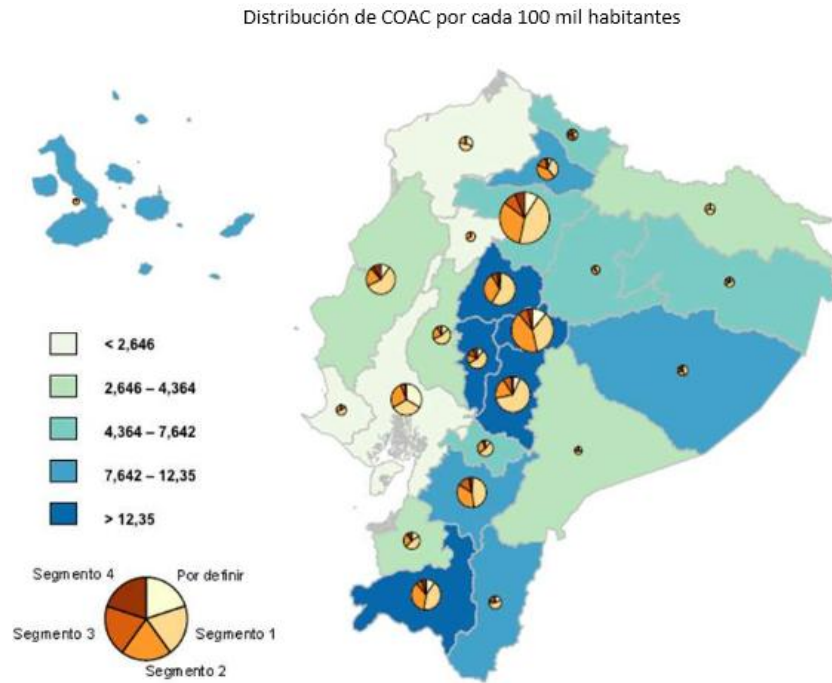 Distribución de COAC por cada 100 mil habitantes
< 2,646
2,646 – 4,364
4,364 – 7,642
7,642 – 12,35
> 12,35
Segmento 4
Por definir
Segmento 3
Segmento 1
Segmento 2